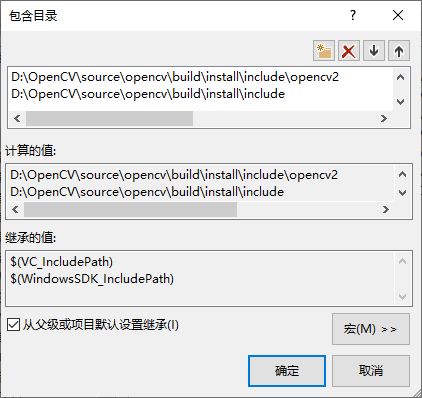 包含目录
D:\OpenCV\source\opencv\build\install\include\opencv2
D:\OpenCV\source\opencv\build\install\include
计算的值:
D:\OpenCV\source\opencv\build\install\include\opencv2
D:\OpenCV\source\opencv\build\install\include
继承的值:
$(VC_IncludePath)
$(WindowsSDK_IncludePath)
从父级或项目默认设置继承(I)
宏(M) >>
确定
取消